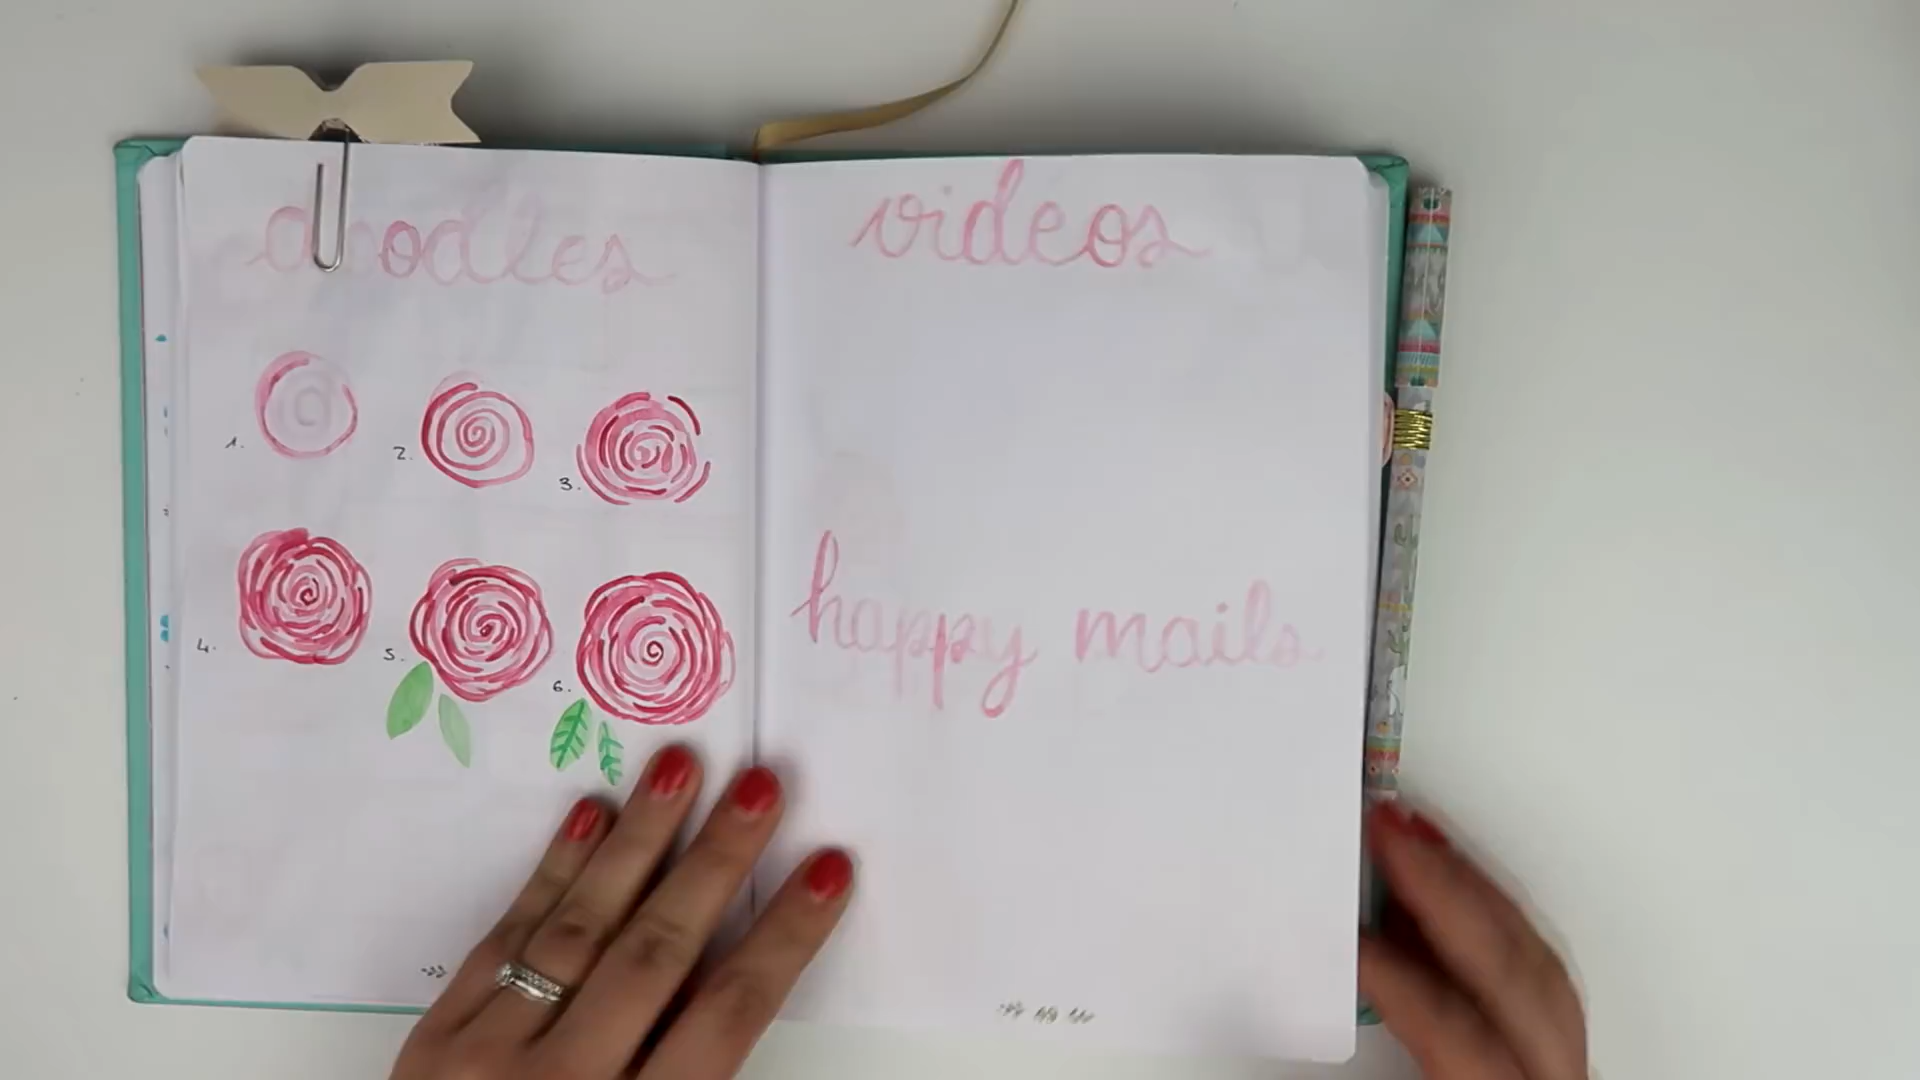 doodles
1.
2.
3.
4.
5.
6.
videos
happy mails